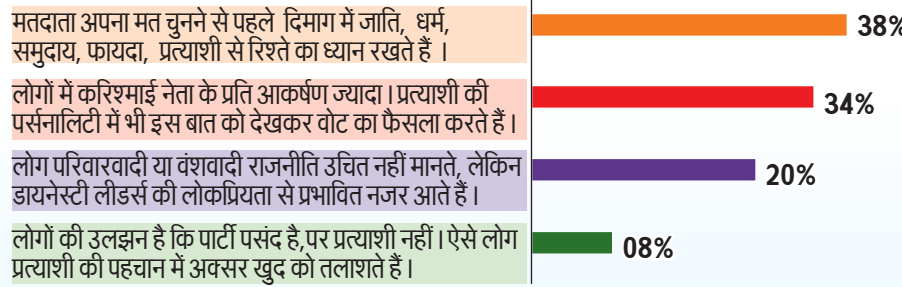 मतदाता अपना मत चुनने से पहले दिमाग में जाति, धर्म,
समुदाय, फायदा, प्रत्याशी से रिश्ते का ध्यान रखते हैं ।
38%
लोगों में करिश्माई नेता के प्रति आकर्षण ज्यादा । प्रत्याशी की
पर्सनालिटी में भी इस बात को देखकर वोट का फैसला करते हैं ।
34%
लोग परिवारवादी या वंशवादी राजनीति उचित नहीं मानते, लेकिन
डायनेस्टी लीडर्स की लोकप्रियता से प्रभावित नजर आते हैं ।
20%
लोगों की उलझन है कि पार्टी पसंद है,पर प्रत्याशी नहीं । ऐसे लोग
प्रत्याशी की पहचान में अक्सर खुद को तलाशते हैं ।
08%